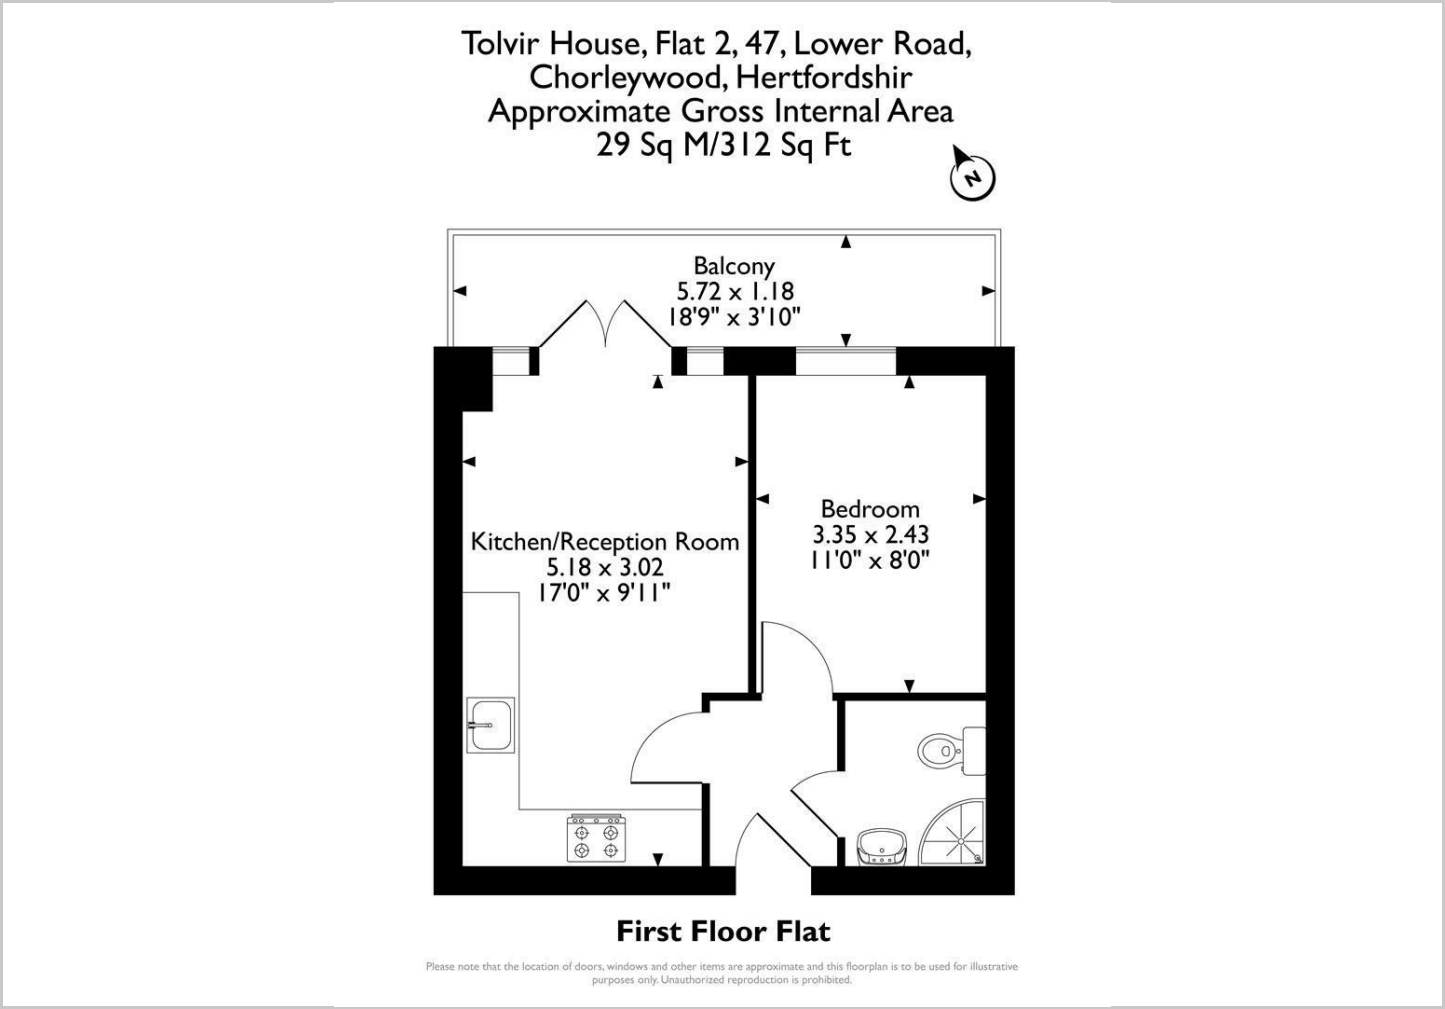 Tolvir House, Flat 2, 47, Lower Road,
Chorleywood, Hertfordshir
Approximate Gross Internal Area
29 Sq M/312 Sq Ft
N
Balcony
5.72 x 1.18
18'9" x 3'10"
Bedroom
3.35 x 2.43
11'0" x 8'0"
Kitchen/Reception Room
5.18 x 3.02
17'0" x 9'11"
First Floor Flat
Please note that the location of doors, windows and other items are approximate and this floorplan is to be used for illustrative
purposes only. Unauthorized reproduction is prohibited.